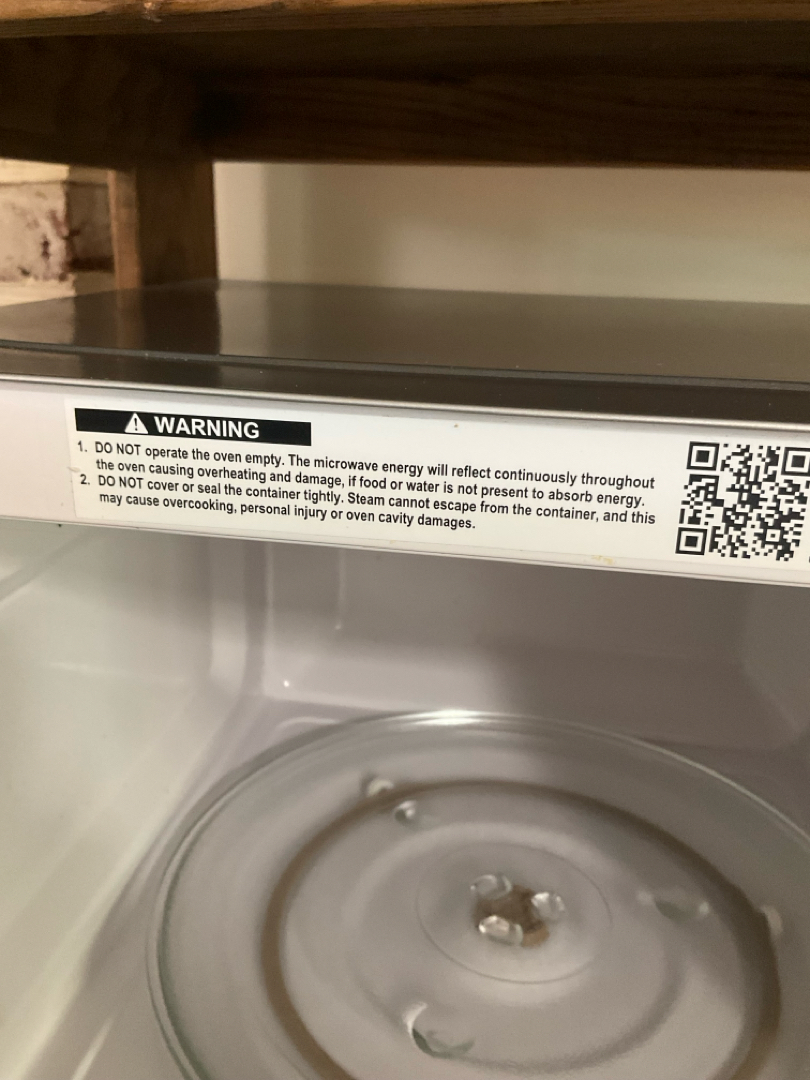 WARNING
1. DO NOT operate the oven empty. The microwave energy will reflect continuously throughout
the oven causing overheating and damage, if food or water is not present to absorb energy.
2. DO NOT cover or seal the container tightly. Steam cannot escape from the container, and this
may cause overcooking, personal injury or oven cavity damages.